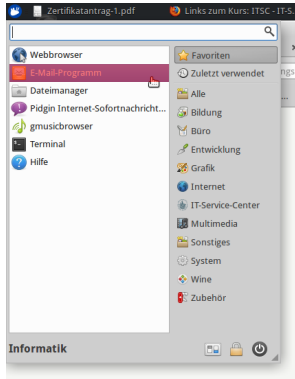 Zertifikatantrag-1.pdf
Links zum Kurs: ITSC - IT-S
Webbrowser
E-Mail-Programm
Dateimanager
Pidgin Internet-Sofortnachricht...
gmusicbrowser
Terminal
Hilfe
Favoriten
Zuletzt verwendet
Alle
Bildung
Büro
Entwicklung
Grafik
Internet
IT-Service-Center
Multimedia
Sonstiges
System
Wine
Zubehör
ngs
...
Informatik